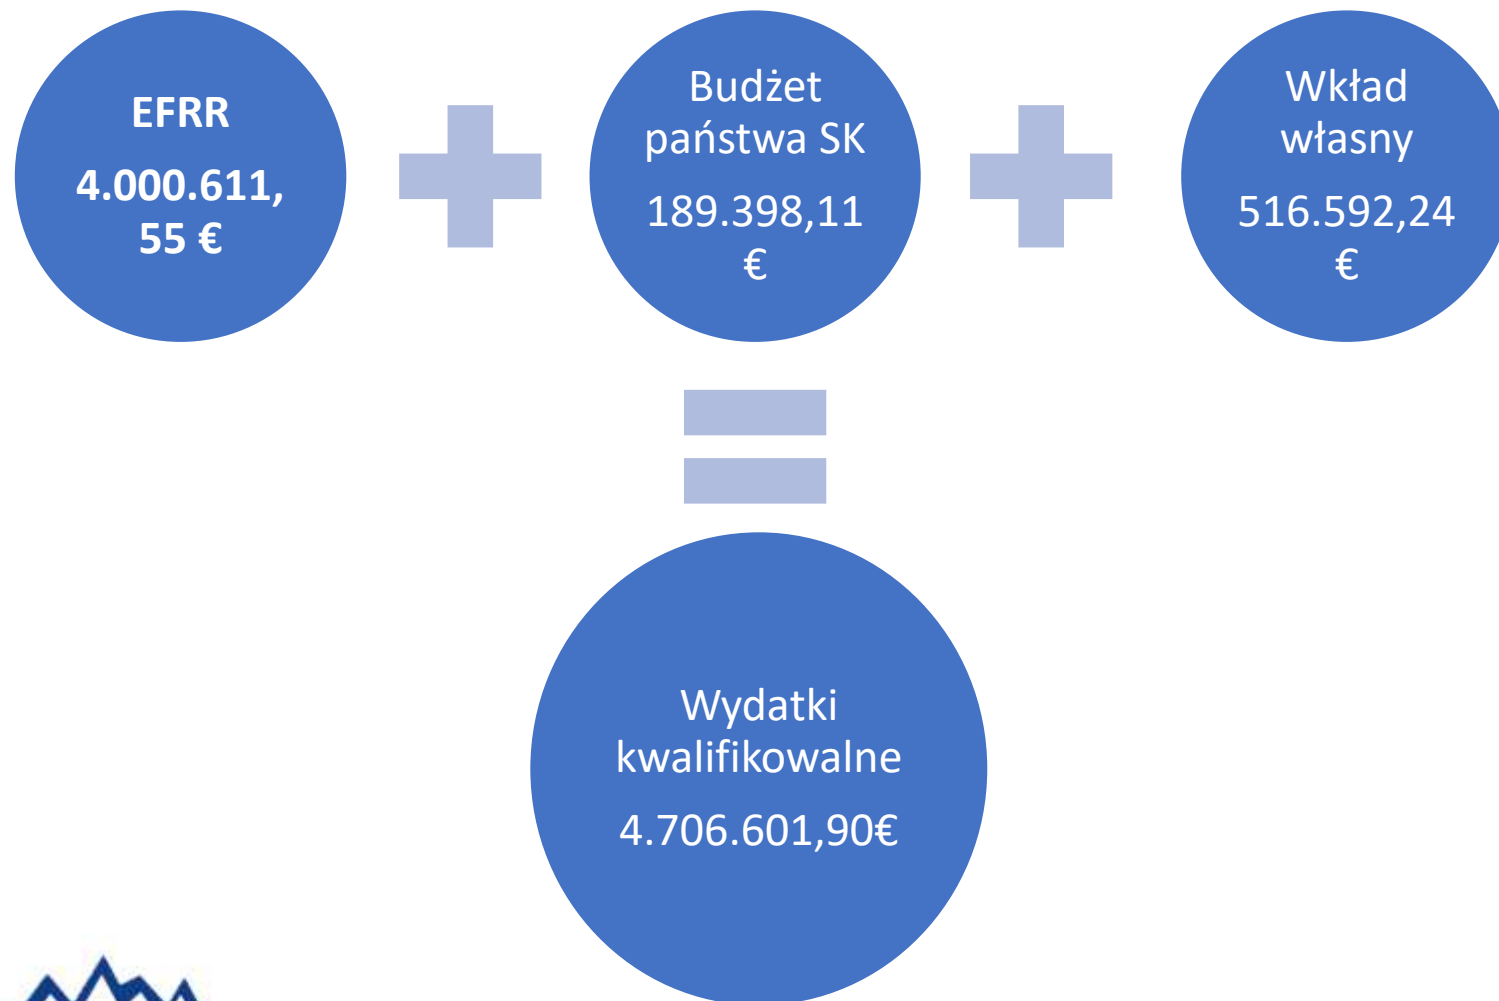 EFRR
4.000.611,
55 €
Budżet
państwa SK
189.398,11
€
Wkład
własny
516.592,24
€
Wydatki
kwalifikowalne
4.706.601,90€